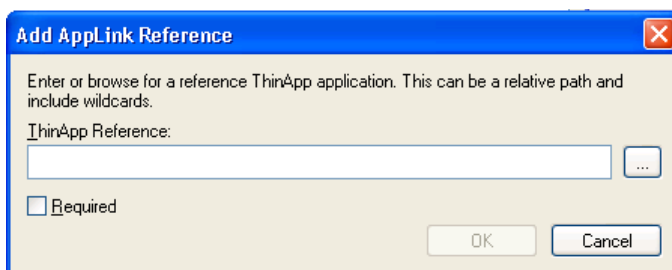 Add AppLink Reference
Enter or browse for a reference ThinApp application. This can be a relative path and
include wildcards.
ThinApp Reference:
...
Required
OK
Cancel